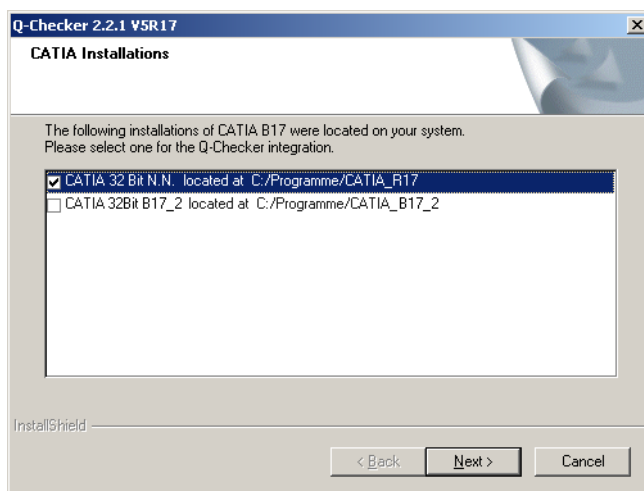 Q-Checker 2.2.1 V5R17
CATIA Installations
The following installations of CATIA B17 were located on your system.
Please select one for the Q-Checker integration.
CATIA 32 Bit N.N.  located at  C:/Programme/CATIA_R17
CATIA 32Bit B17_2  located at  C:/Programme/CATIA_B17_2
InstallShield
< Back
Next >
Cancel